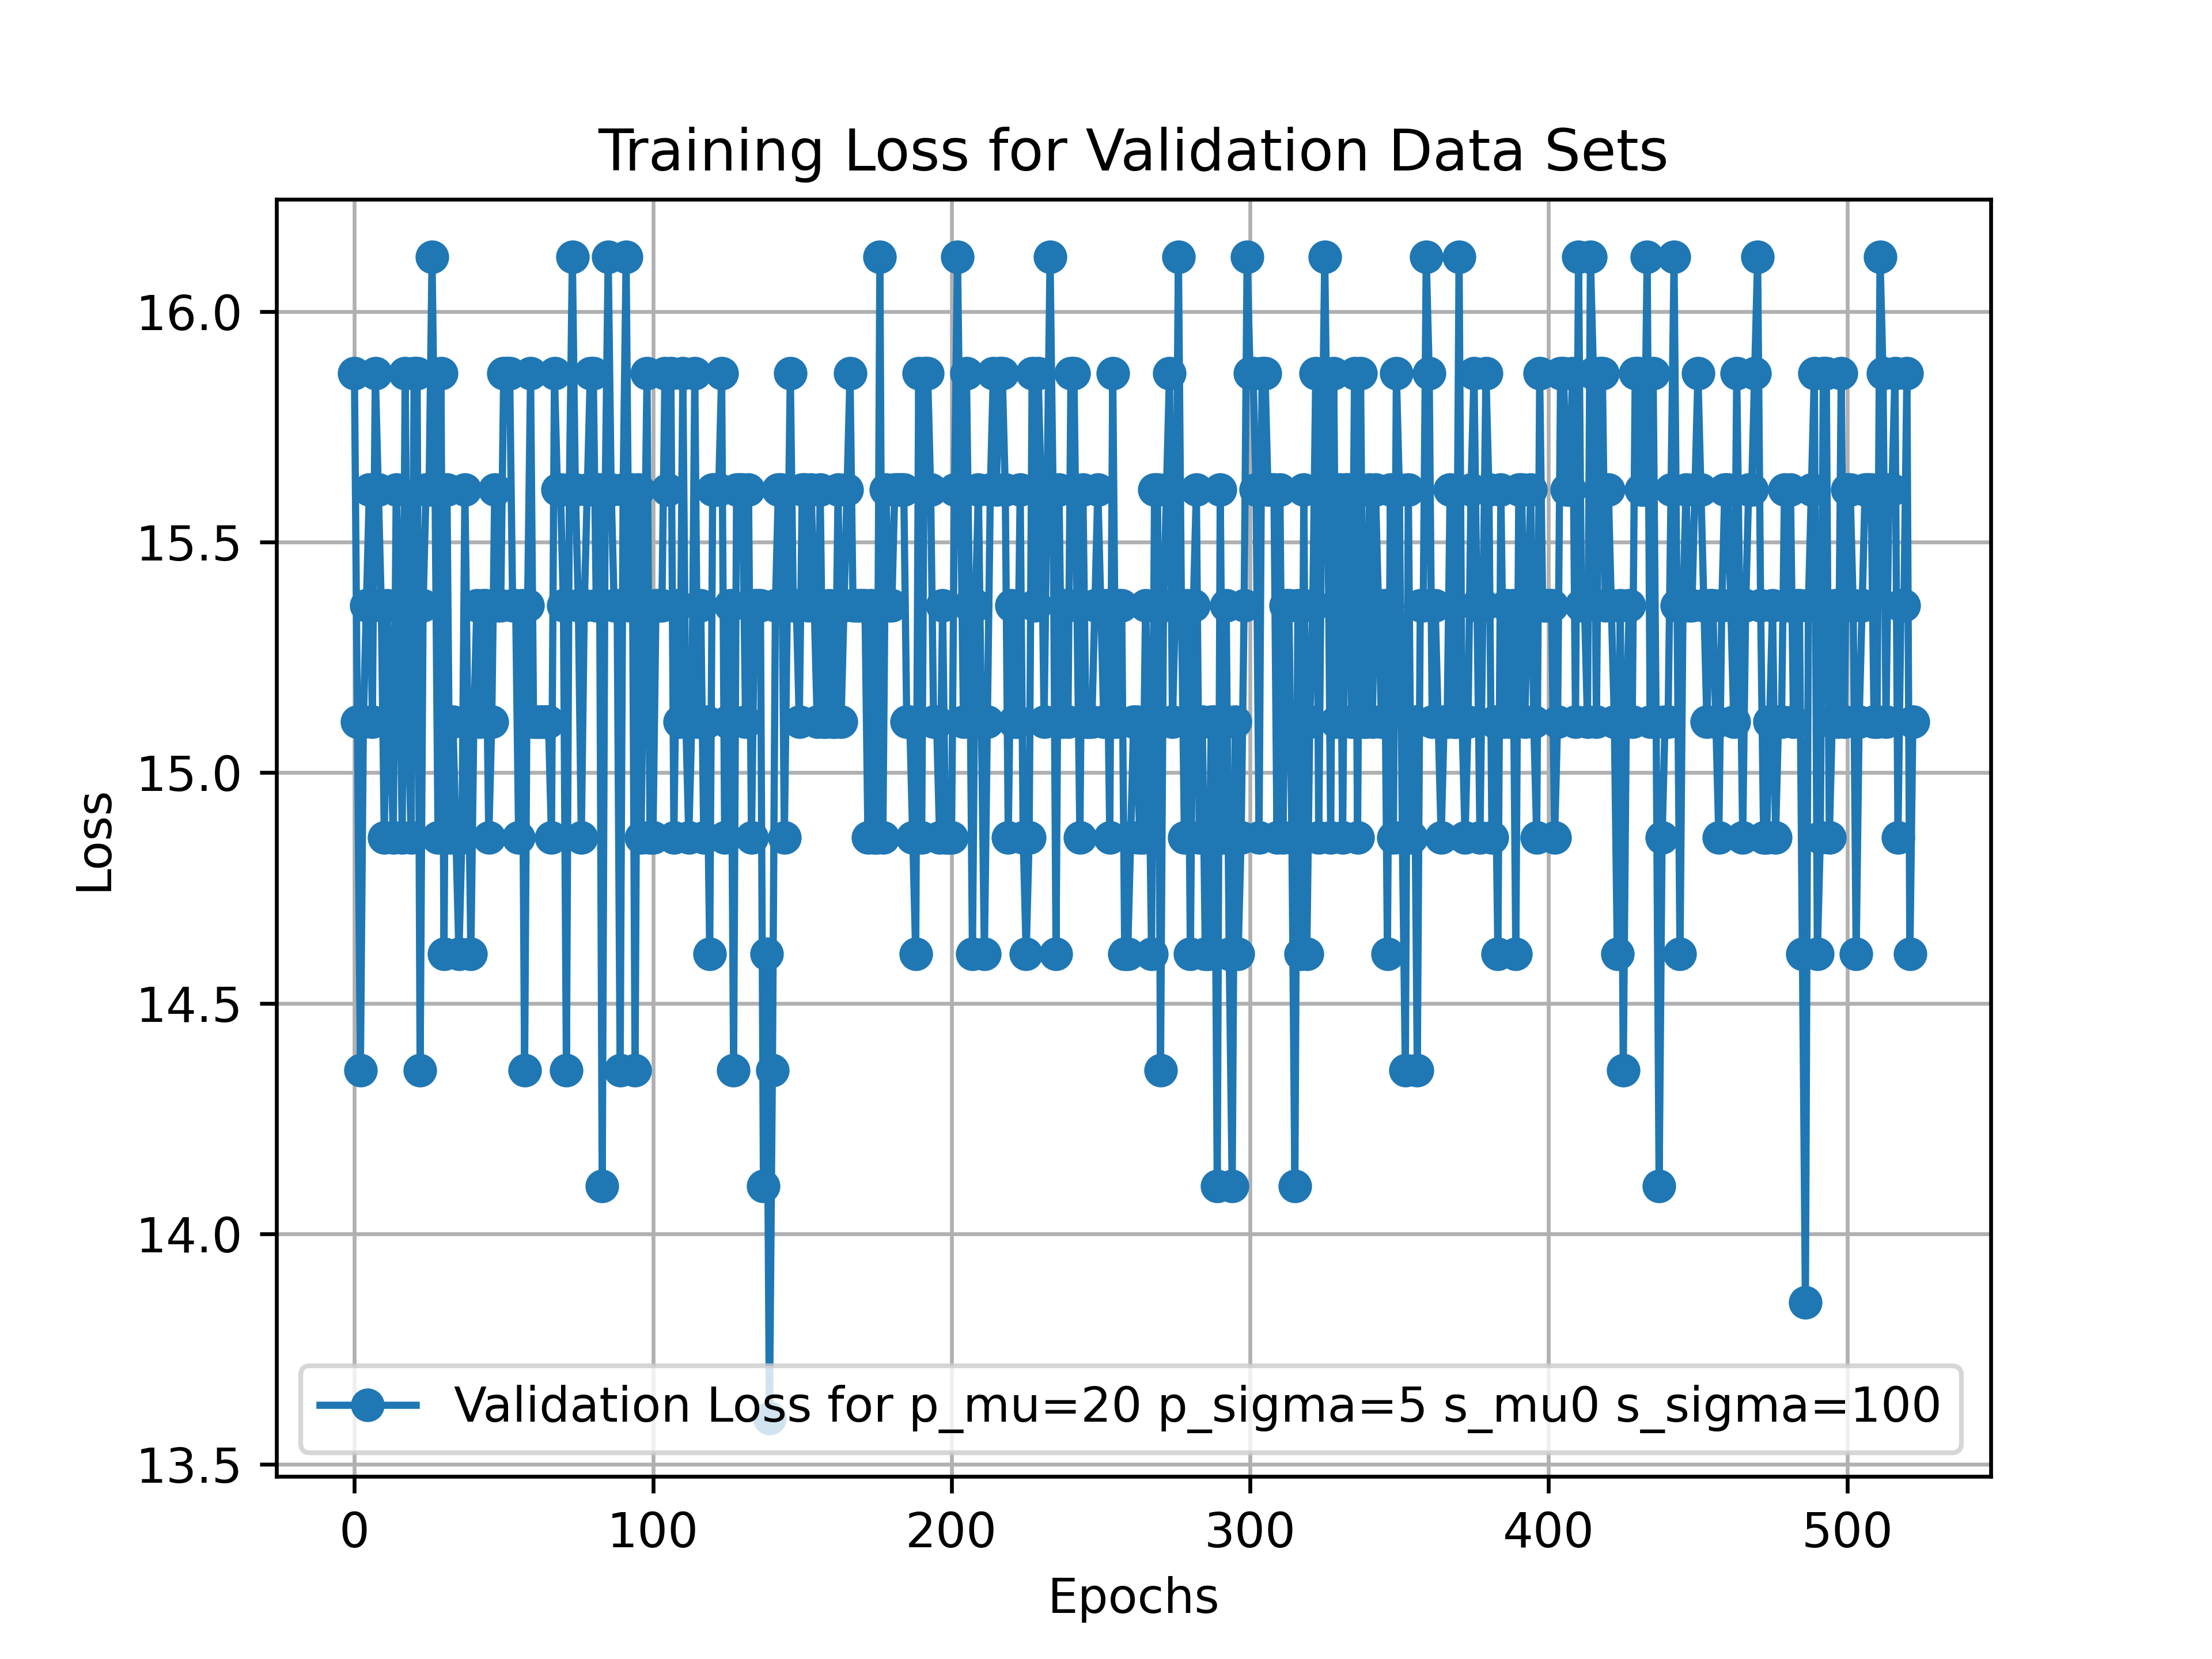 Training Loss for Validation Data Sets
16.0
15.5
15.0
14.5
14.0
13.5
Loss
Validation Loss for p_mu=20 p_sigma=5 s_mu0 s_sigma=100
0 100 200 300 400 500
Epochs